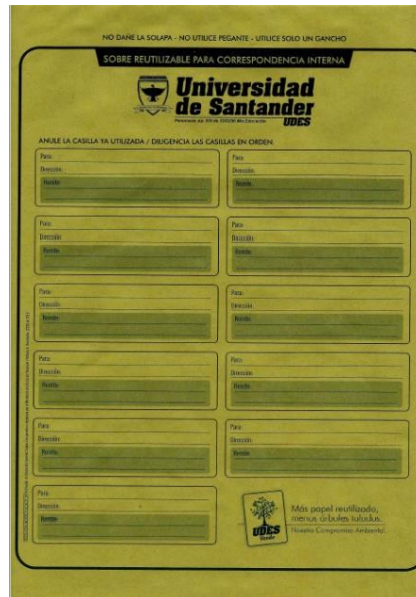 NO DAÑE LA SOLAPA - NO UTILICE PEGANTE - UTILICE SOLO UN GANCHO
SOBRE REUTILIZABLE PARA CORRESPONDENCIA INTERNA
Universidad
de Santander
UDES
ANULE LA CASILLA YA UTILIZADA / DILIGENCIA LAS CASILLAS EN ORDEN
Para:
Dirección:
Remite:
Para:
Dirección:
Remite:
Para:
Dirección:
Remite:
Para:
Dirección:
Remite:
Para:
Dirección:
Remite:
Para:
Dirección:
Remite:
Para:
Dirección:
Remite:
Para:
Dirección:
Remite:
Para:
Dirección:
Remite:
Para:
Dirección:
Remite:
Para:
Dirección:
Remite:
UDES
Verde
Más papel reutilizado,
menos árboles talados.
Nuestro Compromiso Ambiental.